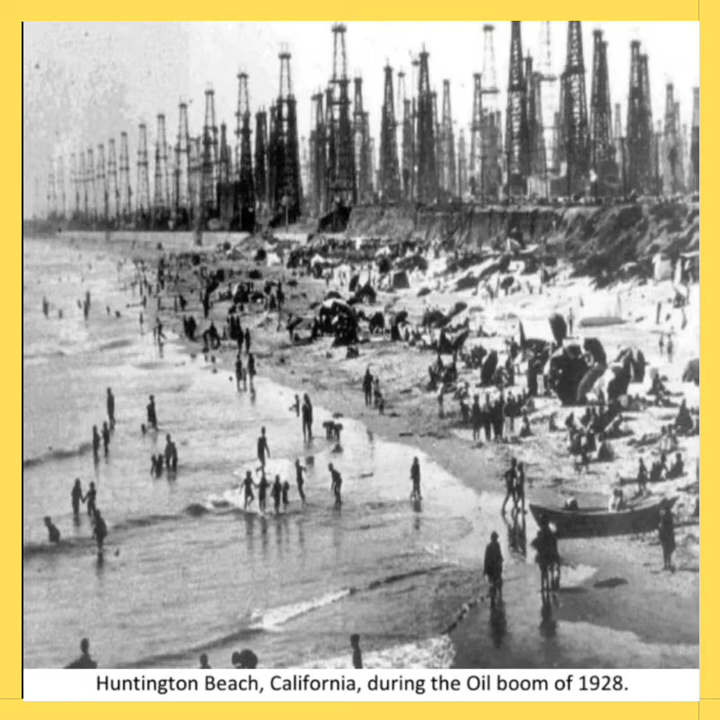 Huntington Beach, California, during the Oil boom of 1928.